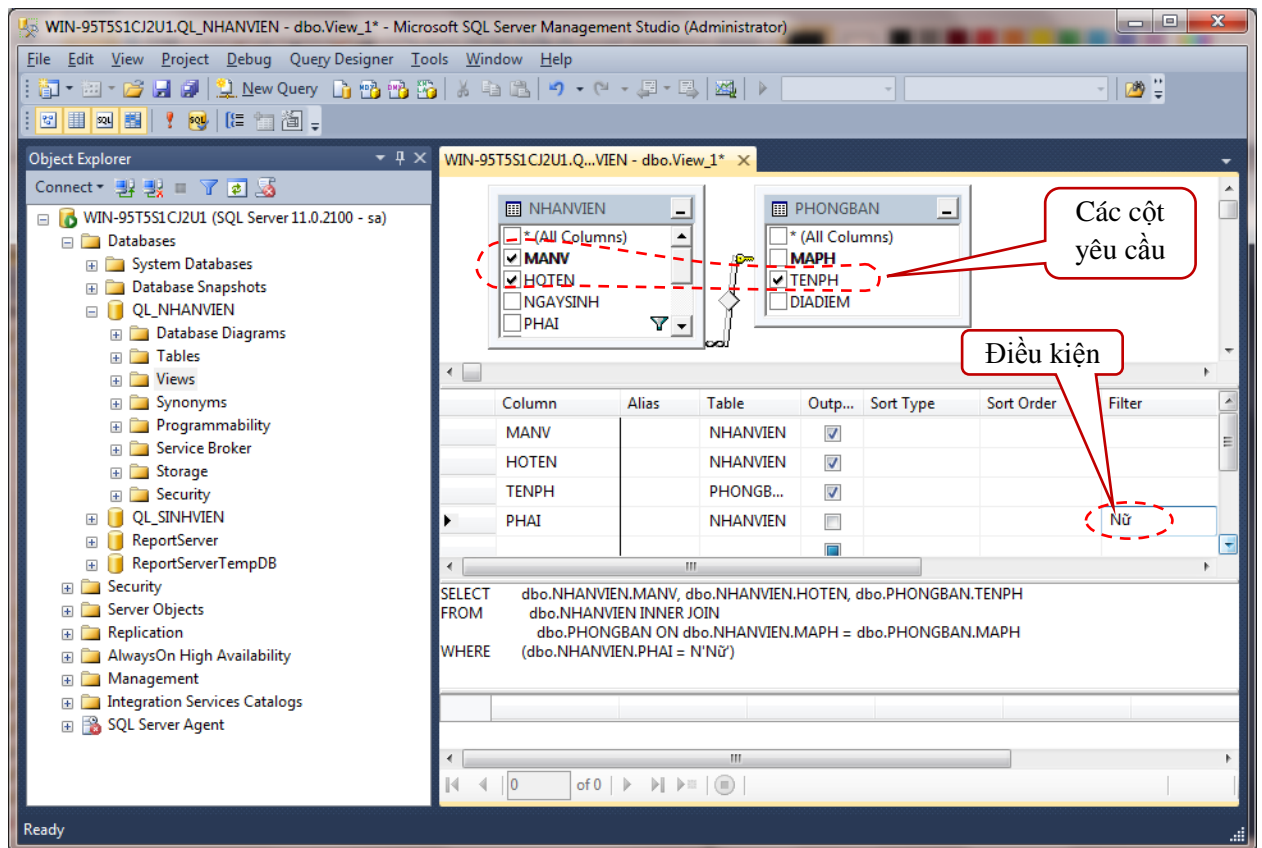 WIN-95T5S1CJ2U1.QL_NHANVIEN - dbo.View_1* - Microsoft SQL Server Management Studio (Administrator)
File Edit View Project Debug Query Designer Tools Window Help
New Query
Object Explorer
Connect
WIN-95T5S1CJ2U1 (SQL Server 11.0.2100 - sa)
Databases
System Databases
Database Snapshots
QL_NHANVIEN
Database Diagrams
Tables
Views
Synonyms
Programmability
Service Broker
Storage
Security
QL_SINHVIEN
ReportServer
ReportServerTempDB
Security
Server Objects
Replication
AlwaysOn High Availability
Management
Integration Services Catalogs
SQL Server Agent
WIN-95T5S1CJ2U1.Q...VIEN - dbo.View_1*
NHANVIEN
* (All Columns)
MANV
HOTEN
NGAYSINH
PHAI
PHONGBAN
* (All Columns)
MAPH
TENPH
DIADIEM
Các cột
yêu cầu
Điều kiện
Column Alias Table Outp... Sort Type Sort Order Filter
MANV NHANVIEN
HOTEN NHANVIEN
TENPH PHONGB...
PHAI NHANVIEN Nữ
SELECT dbo.NHANVIEN.MANV, dbo.NHANVIEN.HOTEN, dbo.PHONGBAN.TENPH
FROM dbo.NHANVIEN INNER JOIN
dbo.PHONGBAN ON dbo.NHANVIEN.MAPH = dbo.PHONGBAN.MAPH
WHERE (dbo.NHANVIEN.PHAI = N'Nữ')
0 of 0
Ready